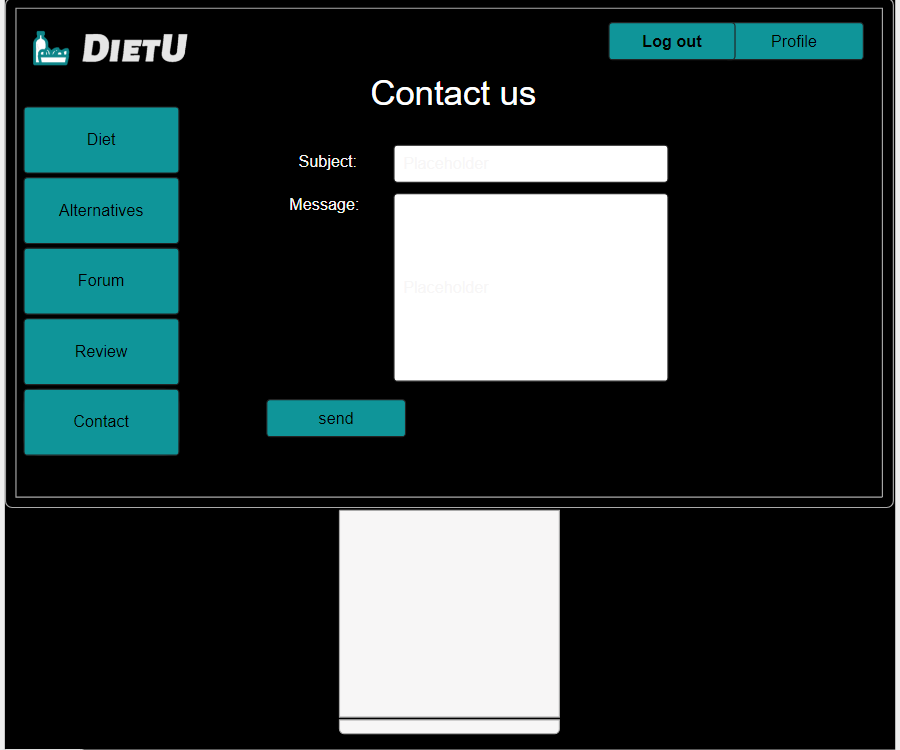 DIETU
Log out
Profile
Contact us
Diet
Alternatives
Forum
Review
Contact
Subject:
Placeholder
Message:
Placeholder
send